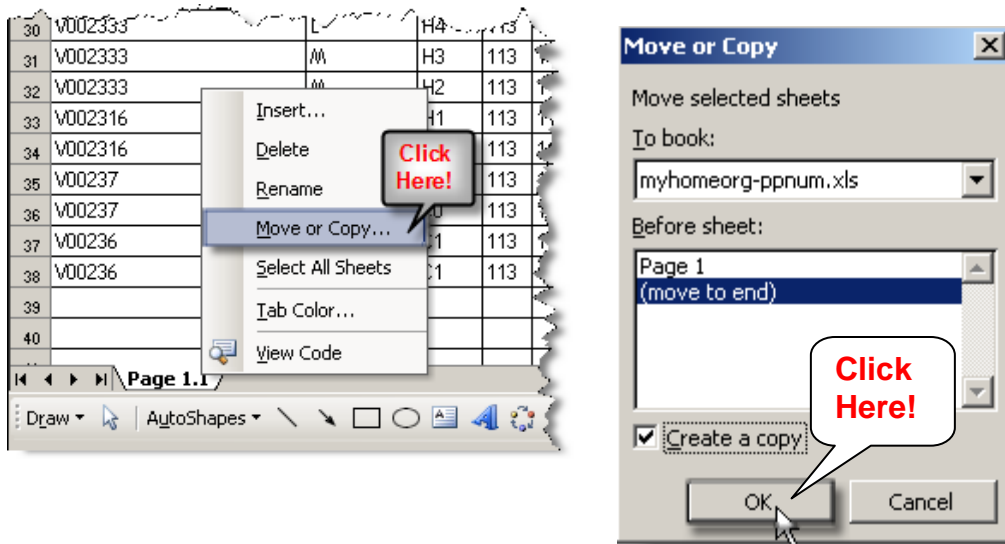 30 V002333 L H4 113
31 V002333 M H3 113
32 V002333 M H2 113
33 V002316 H1 113
34 V002316 113
35 V00237 113
36 V00237 113
37 V00236 113
38 V00236 113
39
40
Insert...
Delete
Rename
Move or Copy...
Select All Sheets
Tab Color...
View Code
Click
Here!
Page 1.1
Draw AutoShapes
Move or Copy
Move selected sheets
To book:
myhomeorg-ppnum.xls
Before sheet:
Page 1
(move to end)
Click
Here!
Create a copy
OK Cancel